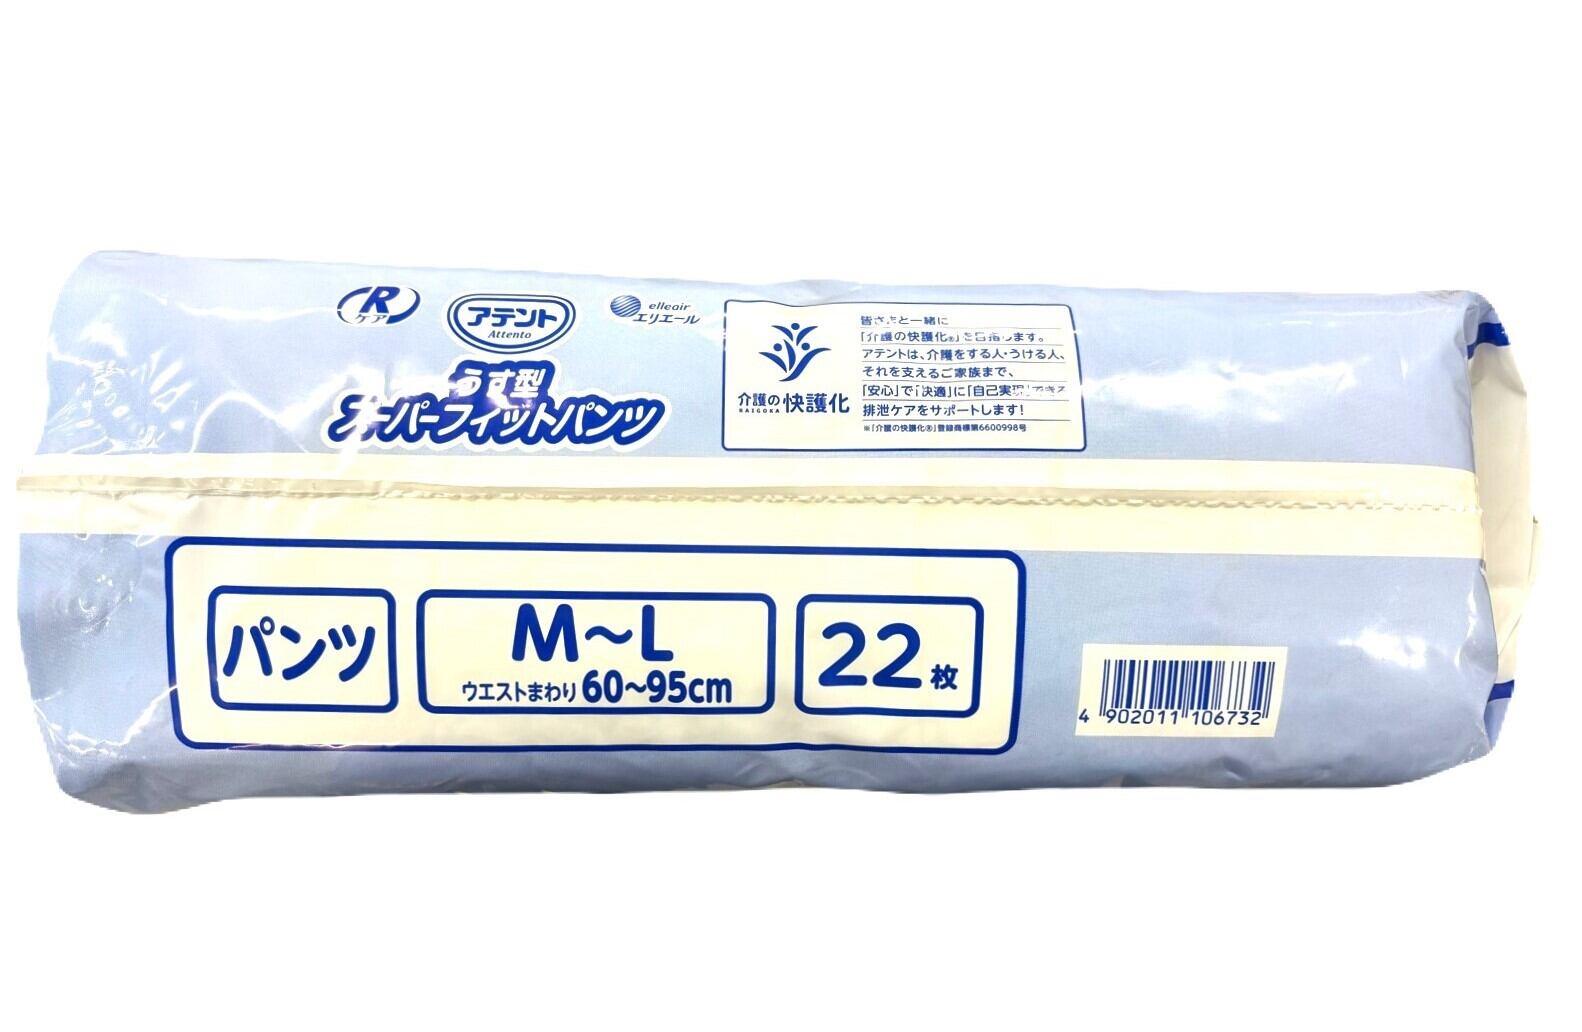 R
ケア
アテント
Attento
elleair
エリエール
うす型
スーパーフィットパンツ
介護の快護化
KAIGOKA
皆さまと一緒に
「介護の快護化®」を目指します。
アテントは、介護をする人・うける人、
それを支えるご家族まで、
「安心」で「快適」に「自己実現」できる
排泄ケアをサポートします!
※「介護の快護化®」登録商標第6600998号
パンツ
M～L
ウエストまわり 60～95cm
22枚
4 902011 106732